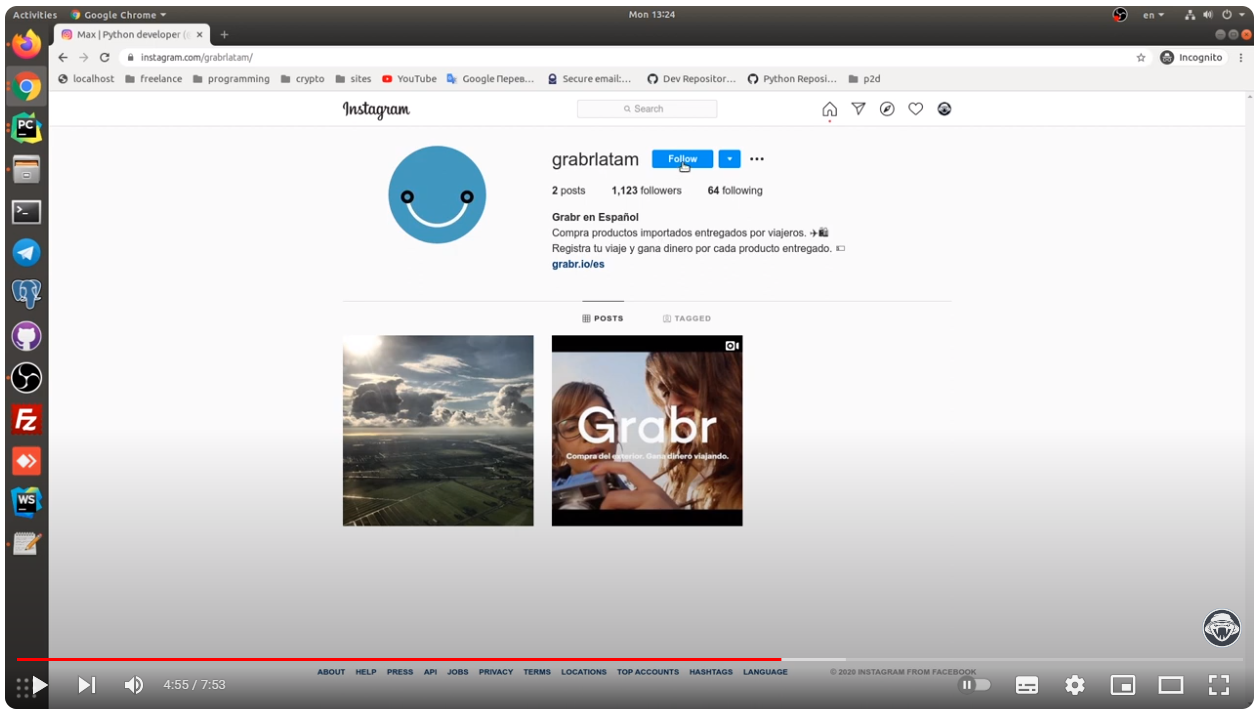 Activities Google Chrome Mon 13:24 en
Max | Python developer (
instagram.com/grabrlatam/ Incognito
localhost freelance programming crypto sites YouTube Google Перев... Secure email:... Dev Repositor... Python Reposi... p2d
Instagram Search
grabrlatam Follow
2 posts 1,123 followers 64 following
Grabr en Español
Compra productos importados entregados por viajeros. ✈🛍
Registra tu viaje y gana dinero por cada producto entregado.
grabr.io/es
POSTS TAGGED
Grabr
Compra del exterior. Gana dinero viajando.
PC
>_
Fz
WS
ABOUT HELP PRESS API JOBS PRIVACY TERMS LOCATIONS TOP ACCOUNTS HASHTAGS LANGUAGE © 2020 INSTAGRAM FROM FACEBOOK
4:55 / 7:53